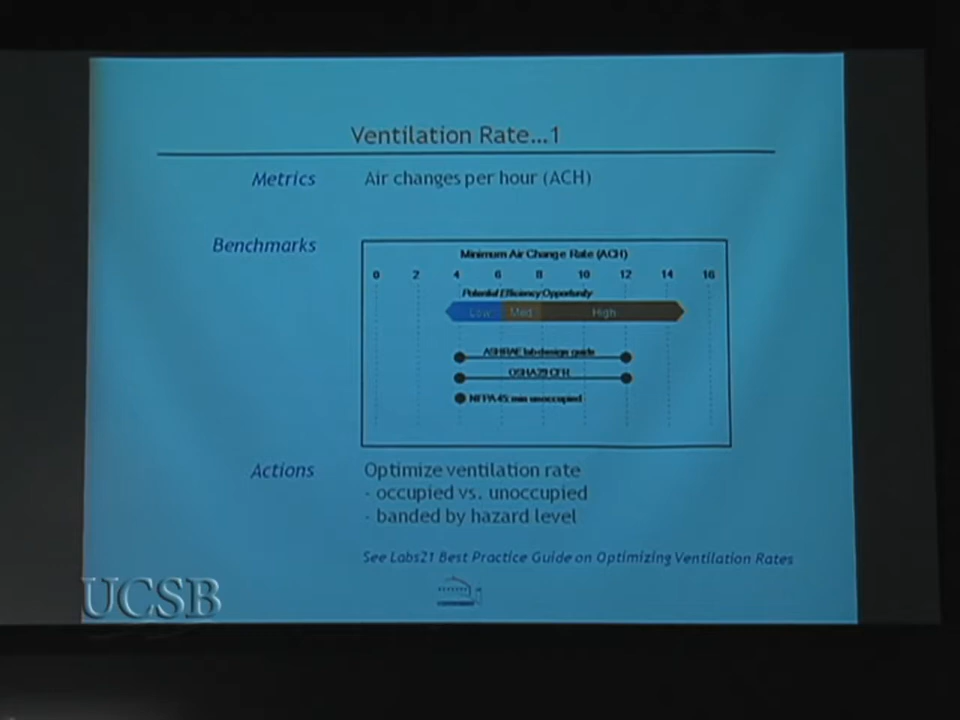 Ventilation Rate...1
Metrics Air changes per hour (ACH)
Benchmarks
Minimum Air Change Rate (ACH)
0 2 4 6 8 10 12 14 16
Potential Efficiency Opportunity
Low Med High
ASHRAE lab design guide
OSHA 29 CFR
NFPA 45: min unoccupied
Actions Optimize ventilation rate
- occupied vs. unoccupied
- banded by hazard level
See Labs21 Best Practice Guide on Optimizing Ventilation Rates
UCSB